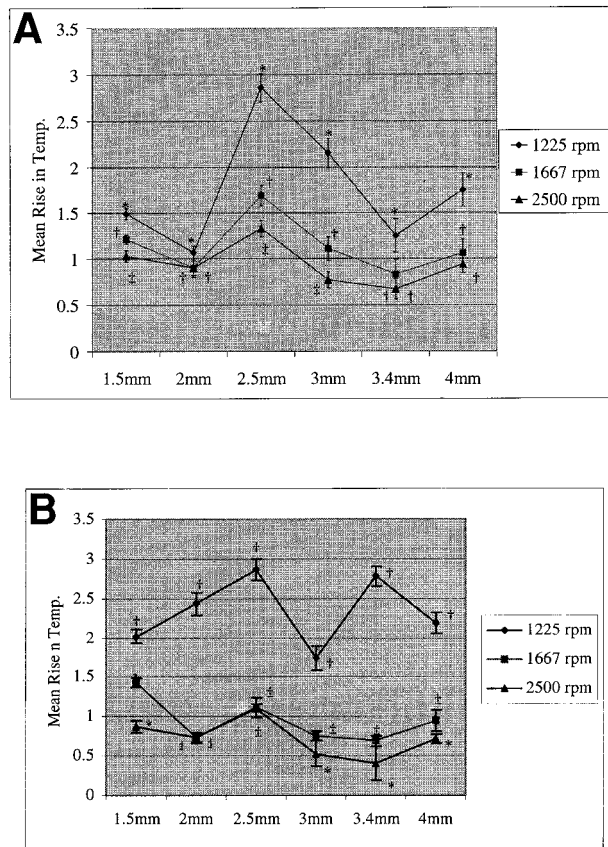 A
Mean Rise in Temp.
3.5
3
2.5
2
1.5
1
0.5
0
1.5mm 2mm 2.5mm 3mm 3.4mm 4mm
1225 rpm
1667 rpm
2500 rpm
B
Mean Rise n Temp.
3.5
3
2.5
2
1.5
1
0.5
0
1.5mm 2mm 2.5mm 3mm 3.4mm 4mm
1225 rpm
1667 rpm
2500 rpm